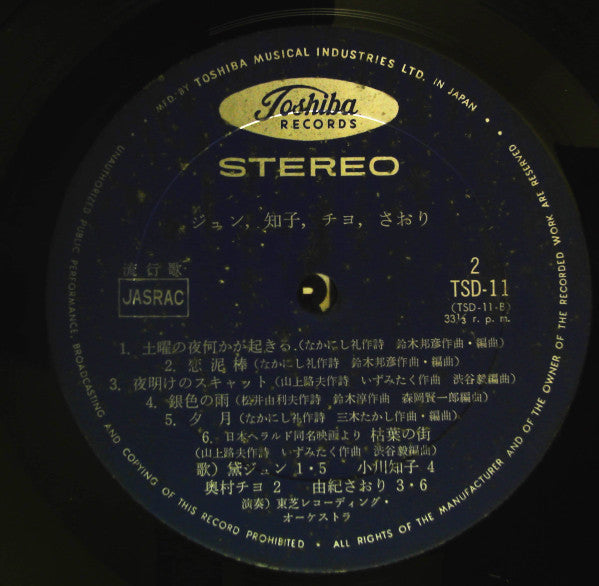 MFD. BY TOSHIBA MUSICAL INDUSTRIES LTD. IN JAPAN •
UNAUTHORIZED PUBLIC PERFORMANCE BROADCASTING AND COPYING OF THIS RECORD PROHIBITED •
ALL RIGHTS OF THE MANUFACTURER AND OF THE OWNER OF THE RECORDED WORK ARE RESERVED
Toshiba
RECORDS
STEREO
ジュン, 知子, チヨ, さおり
流行歌
JASRAC
2
TSD-11
(TSD-11-B)
33⅓ r. p. m.
1. 土曜の夜何かが起きる (なかにし礼作詩 鈴木邦彦作曲・編曲)
2. 恋泥棒 (なかにし礼作詩 鈴木邦彦作曲・編曲)
3. 夜明けのスキャット (山上路夫作詩 いずみたく作曲 渋谷毅編曲)
4. 銀色の雨 (松井由利夫作詩 鈴木淳作曲 森岡賢一郎編曲)
5. 夕月 (なかにし礼作詩 三木たかし作曲・編曲)
6. 日本ヘラルド同名映画より 枯葉の街
(山上路夫作詩 いずみたく作曲 渋谷毅編曲)
歌) 黛ジュン 1・5 小川知子 4
奥村チヨ 2 由紀さおり 3・6
演奏) 東芝レコーディング・
オーケストラ